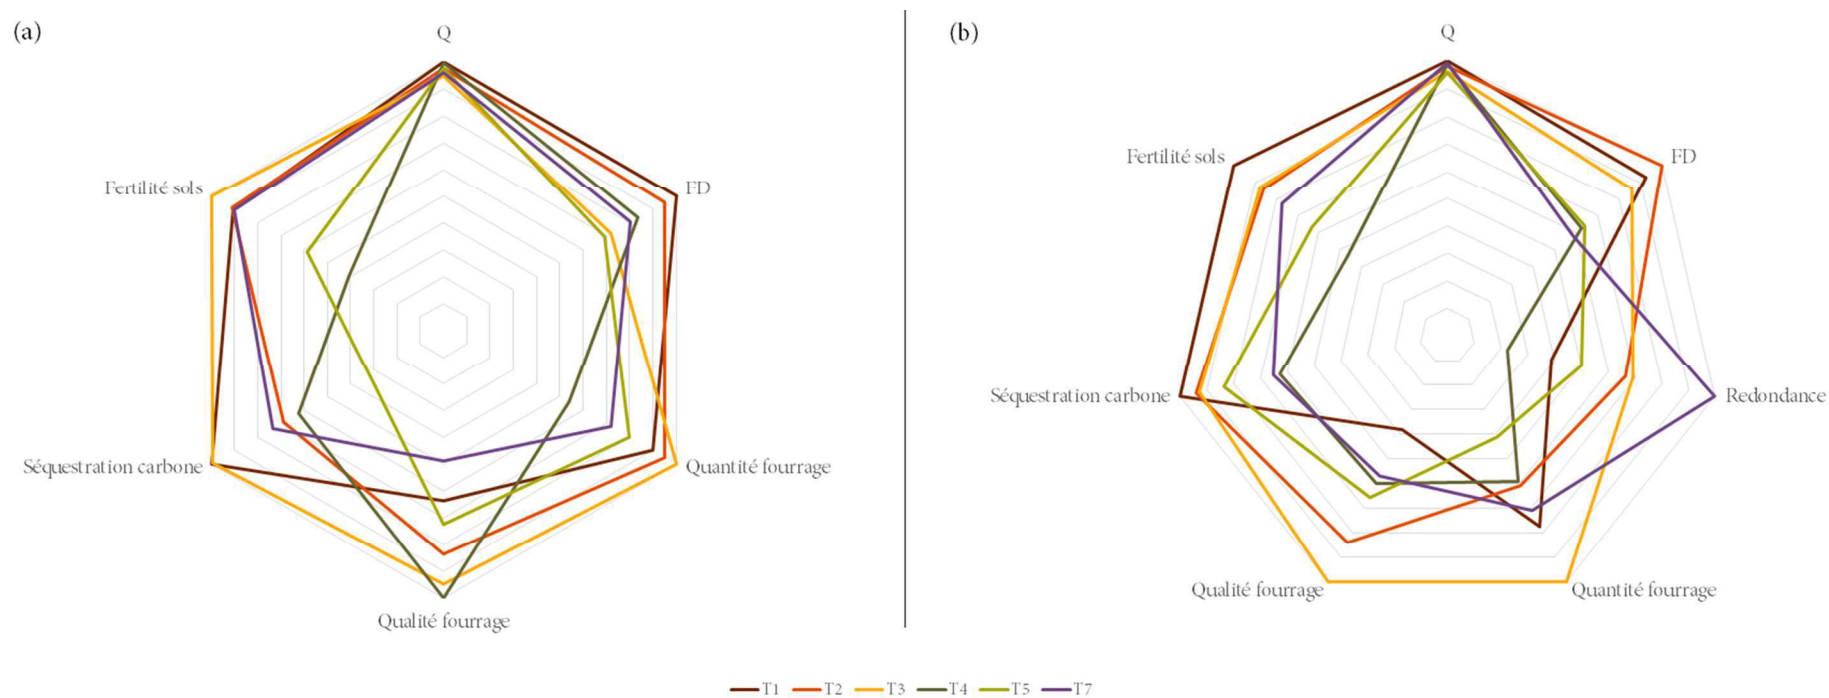 (a)
Q
Fertilité sols
FD
Séquestration carbone
Quantité fourrage
Qualité fourrage
(b)
Q
Fertilité sols
FD
Séquestration carbone
Redondance
Qualité fourrage
Quantité fourrage
T1 T2 T3 T4 T5 T7